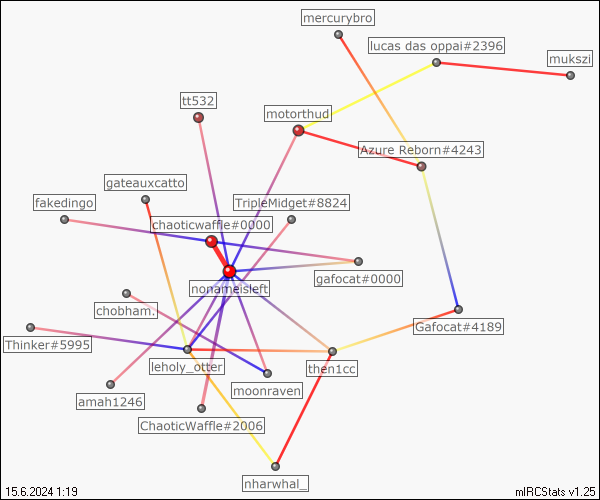 mercurybro
lucas das oppai#2396
mukszi
tt532
motorthud
Azure Reborn#4243
gateauxcatto
fakedingo
TripleMidget#8824
chaoticwaffle#0000
gafocat#0000
nonameisleft
chobham.
Gafocat#4189
Thinker#5995
leholy_otter
then1cc
moonraven
amah1246
ChaoticWaffle#2006
nharwhal_
15.6.2024 1:19
mIRCStats v1.25